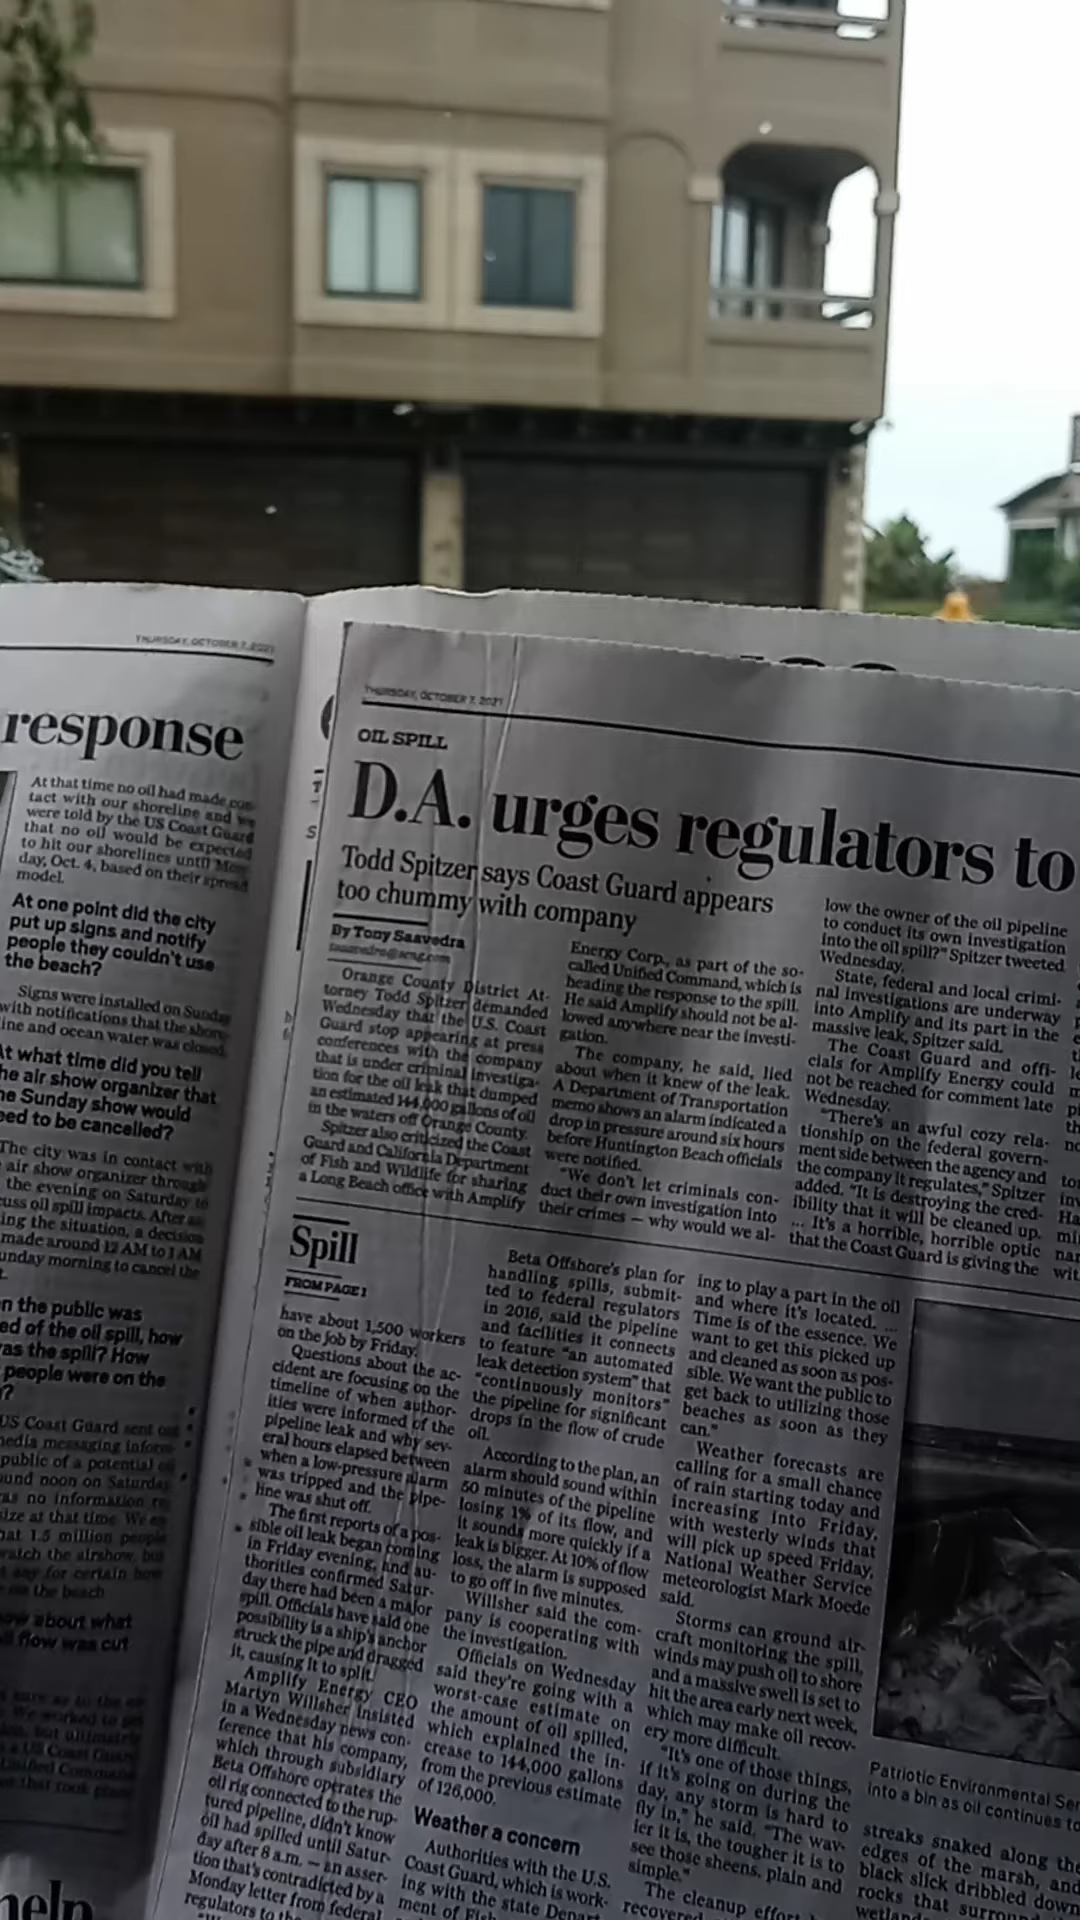 THURSDAY, OCTOBER 7, 2021
response
At that time no oil had made con-
tact with our shoreline and we
were told by the US Coast Guard
that no oil would be expected
to hit our shorelines until Mon-
day, Oct. 4, based on their spread
model.
At one point did the city
put up signs and notify
people they couldn't use
the beach?
Signs were installed on Sunday
with notifications that the shore-
line and ocean water was closed.
At what time did you tell
the air show organizer that
the Sunday show would
need to be cancelled?
The city was in contact with
air show organizer through
the evening on Saturday to
uss oil spill impacts. After as-
ing the situation, a decision
made around 12 AM to 1 AM
unday morning to cancel the
n the public was
ed of the oil spill, how
as the spill? How
people were on the
?
US Coast Guard sent out
media messaging inform-
public of a potential oil
und noon on Saturday.
as no information re-
size at that time. We es-
hat 1.5 million people
watch the airshow, but
say for certain how
on the beach
ow about what
flow was cut
help
THURSDAY, OCTOBER 7, 2021
OIL SPILL
D.A. urges regulators to
Todd Spitzer says Coast Guard appears
too chummy with company
By Tony Saavedra
tsaavedra@scng.com
Orange County District At-
torney Todd Spitzer demanded
Wednesday that the U.S. Coast
Guard stop appearing at press
conferences with the company
that is under criminal investiga-
tion for the oil leak that dumped
an estimated 144,000 gallons of oil
in the waters off Orange County.
Spitzer also criticized the Coast
Guard and California Department
of Fish and Wildlife for sharing
a Long Beach office with Amplify
Energy Corp., as part of the so-
called Unified Command, which is
heading the response to the spill.
He said Amplify should not be al-
lowed anywhere near the investi-
gation.
The company, he said, lied
about when it knew of the leak.
A Department of Transportation
memo shows an alarm indicated a
drop in pressure around six hours
before Huntington Beach officials
were notified.
"We don't let criminals con-
duct their own investigation into
their crimes — why would we al-
low the owner of the oil pipeline
to conduct its own investigation
into the oil spill?" Spitzer tweeted
Wednesday.
State, federal and local crimi-
nal investigations are underway
into Amplify and its part in the
massive leak, Spitzer said.
The Coast Guard and offi-
cials for Amplify Energy could
not be reached for comment late
Wednesday.
"There's an awful cozy rela-
tionship on the federal govern-
ment side between the agency and
the company it regulates," Spitzer
added. "It is destroying the cred-
ibility that it will be cleaned up.
... It's a horrible, horrible optic
that the Coast Guard is giving the
Spill
FROM PAGE 1
have about 1,500 workers
on the job by Friday.
Questions about the ac-
cident are focusing on the
timeline of when author-
ities were informed of the
pipeline leak and why sev-
eral hours elapsed between
when a low-pressure alarm
was tripped and the pipe-
line was shut off.
The first reports of a pos-
sible oil leak began coming
in Friday evening, and au-
thorities confirmed Satur-
day there had been a major
spill. Officials have said one
possibility is a ship's anchor
struck the pipe and dragged
it, causing it to split.
Amplify Energy CEO
Martyn Willsher insisted
in a Wednesday news con-
ference that his company,
which through subsidiary
Beta Offshore operates the
oil rig connected to the rup-
tured pipeline, didn't know
oil had spilled until Satur-
day after 8 a.m. — an asser-
tion that's contradicted by a
Monday letter from federal
regulators to the
Beta Offshore's plan for
handling spills, submit-
ted to federal regulators
in 2016, said the pipeline
and facilities it connects
to feature "an automated
leak detection system" that
"continuously monitors"
the pipeline for significant
drops in the flow of crude
oil.
According to the plan, an
alarm should sound within
50 minutes of the pipeline
losing 1% of its flow, and
it sounds more quickly if a
leak is bigger. At 10% of flow
loss, the alarm is supposed
to go off in five minutes.
Willsher said the com-
pany is cooperating with
the investigation.
Officials on Wednesday
said they're going with a
worst-case estimate on
the amount of oil spilled,
which explained the in-
crease to 144,000 gallons
from the previous estimate
of 126,000.
Weather a concern
Authorities with the U.S.
Coast Guard, which is work-
ing with the state Depart-
ment of Fish
ing to play a part in the oil
and where it's located. ...
Time is of the essence. We
want to get this picked up
and cleaned as soon as pos-
sible. We want the public to
get back to utilizing those
beaches as soon as they
can."
Weather forecasts are
calling for a small chance
of rain starting today and
increasing into Friday,
with westerly winds that
will pick up speed Friday,
National Weather Service
meteorologist Mark Moede
said.
Storms can ground air-
craft monitoring the spill,
winds may push oil to shore
and a massive swell is set to
hit the area early next week,
which may make oil recov-
ery more difficult.
"It's one of those things,
if it's going on during the
day, any storm is hard to
fly in," he said. "The wav-
ier it is, the tougher it is to
see those sheens, plain and
simple."
The cleanup effort
recovered
Patriotic Environmental Ser
into a bin as oil continues to
streaks snaked along the
edges of the marsh, and
black slick dribbled down
rocks that surround
wetlan